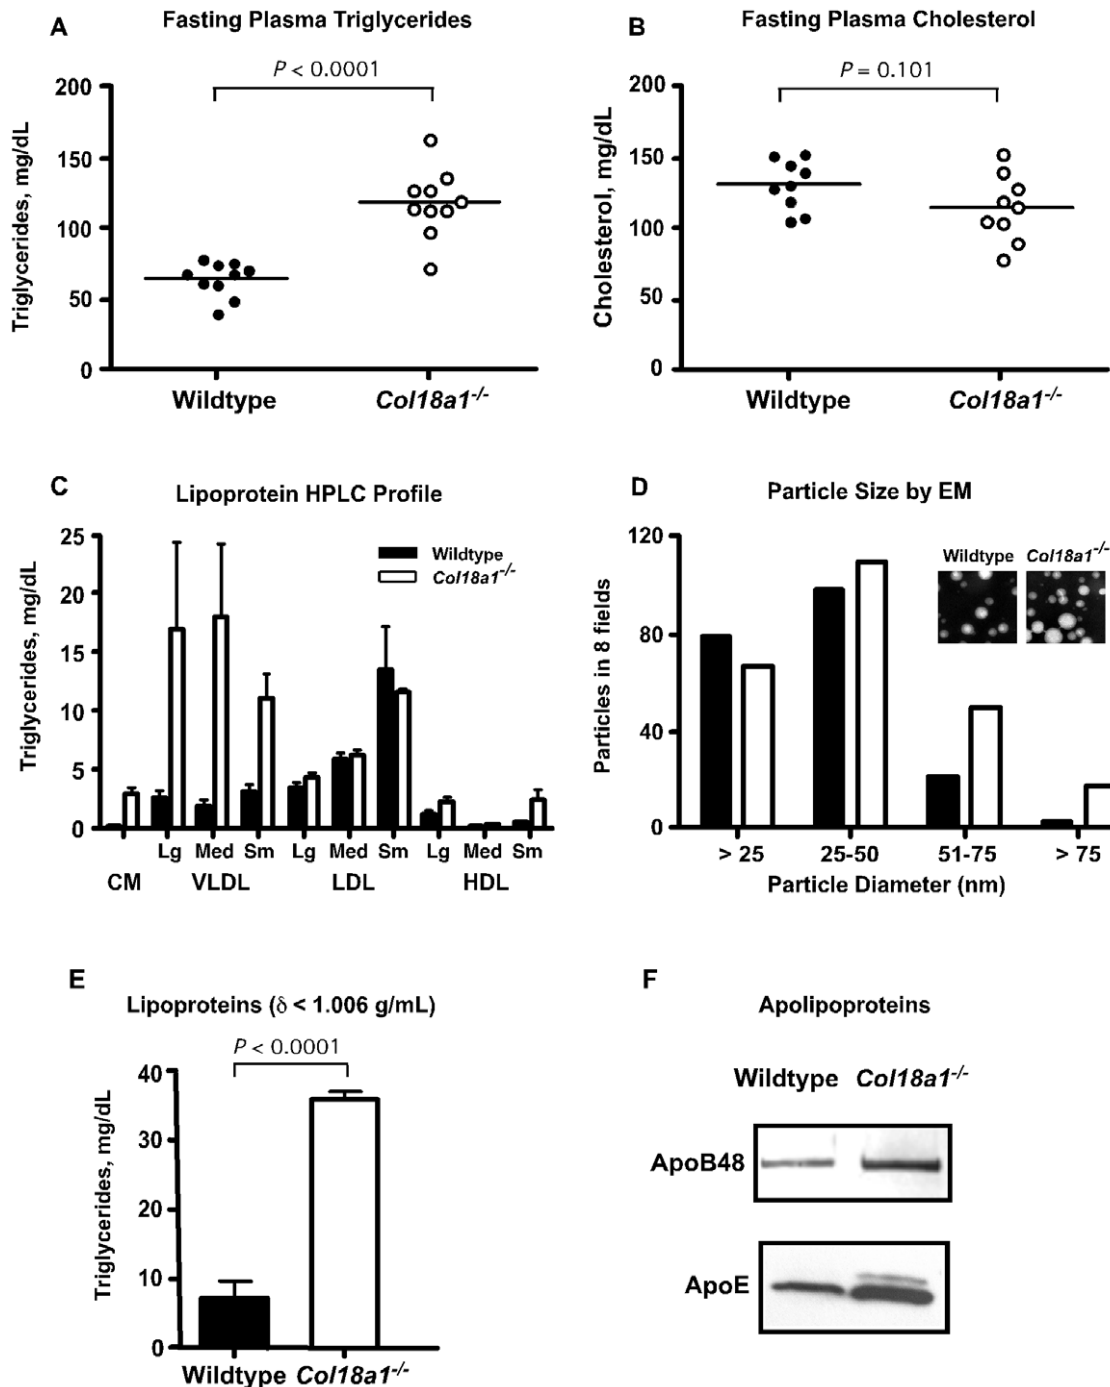 A
Fasting Plasma Triglycerides
P < 0.0001
Triglycerides, mg/dL
200
150
100
50
0
Wildtype
Col18a1-/-
B
Fasting Plasma Cholesterol
P = 0.101
Cholesterol, mg/dL
200
150
100
50
0
Wildtype
Col18a1-/-
C
Lipoprotein HPLC Profile
Triglycerides, mg/dL
25
20
15
10
5
0
Wildtype
Col18a1-/-
Lg Med Sm Lg Med Sm Lg Med Sm
CM VLDL LDL HDL
D
Particle Size by EM
Particles in 8 fields
120
80
40
0
Wildtype Col18a1-/-
> 25 25-50 51-75 > 75
Particle Diameter (nm)
E
Lipoproteins (δ < 1.006 g/mL)
P < 0.0001
Triglycerides, mg/dL
40
30
20
10
0
Wildtype Col18a1-/-
F
Apolipoproteins
Wildtype Col18a1-/-
ApoB48
ApoE